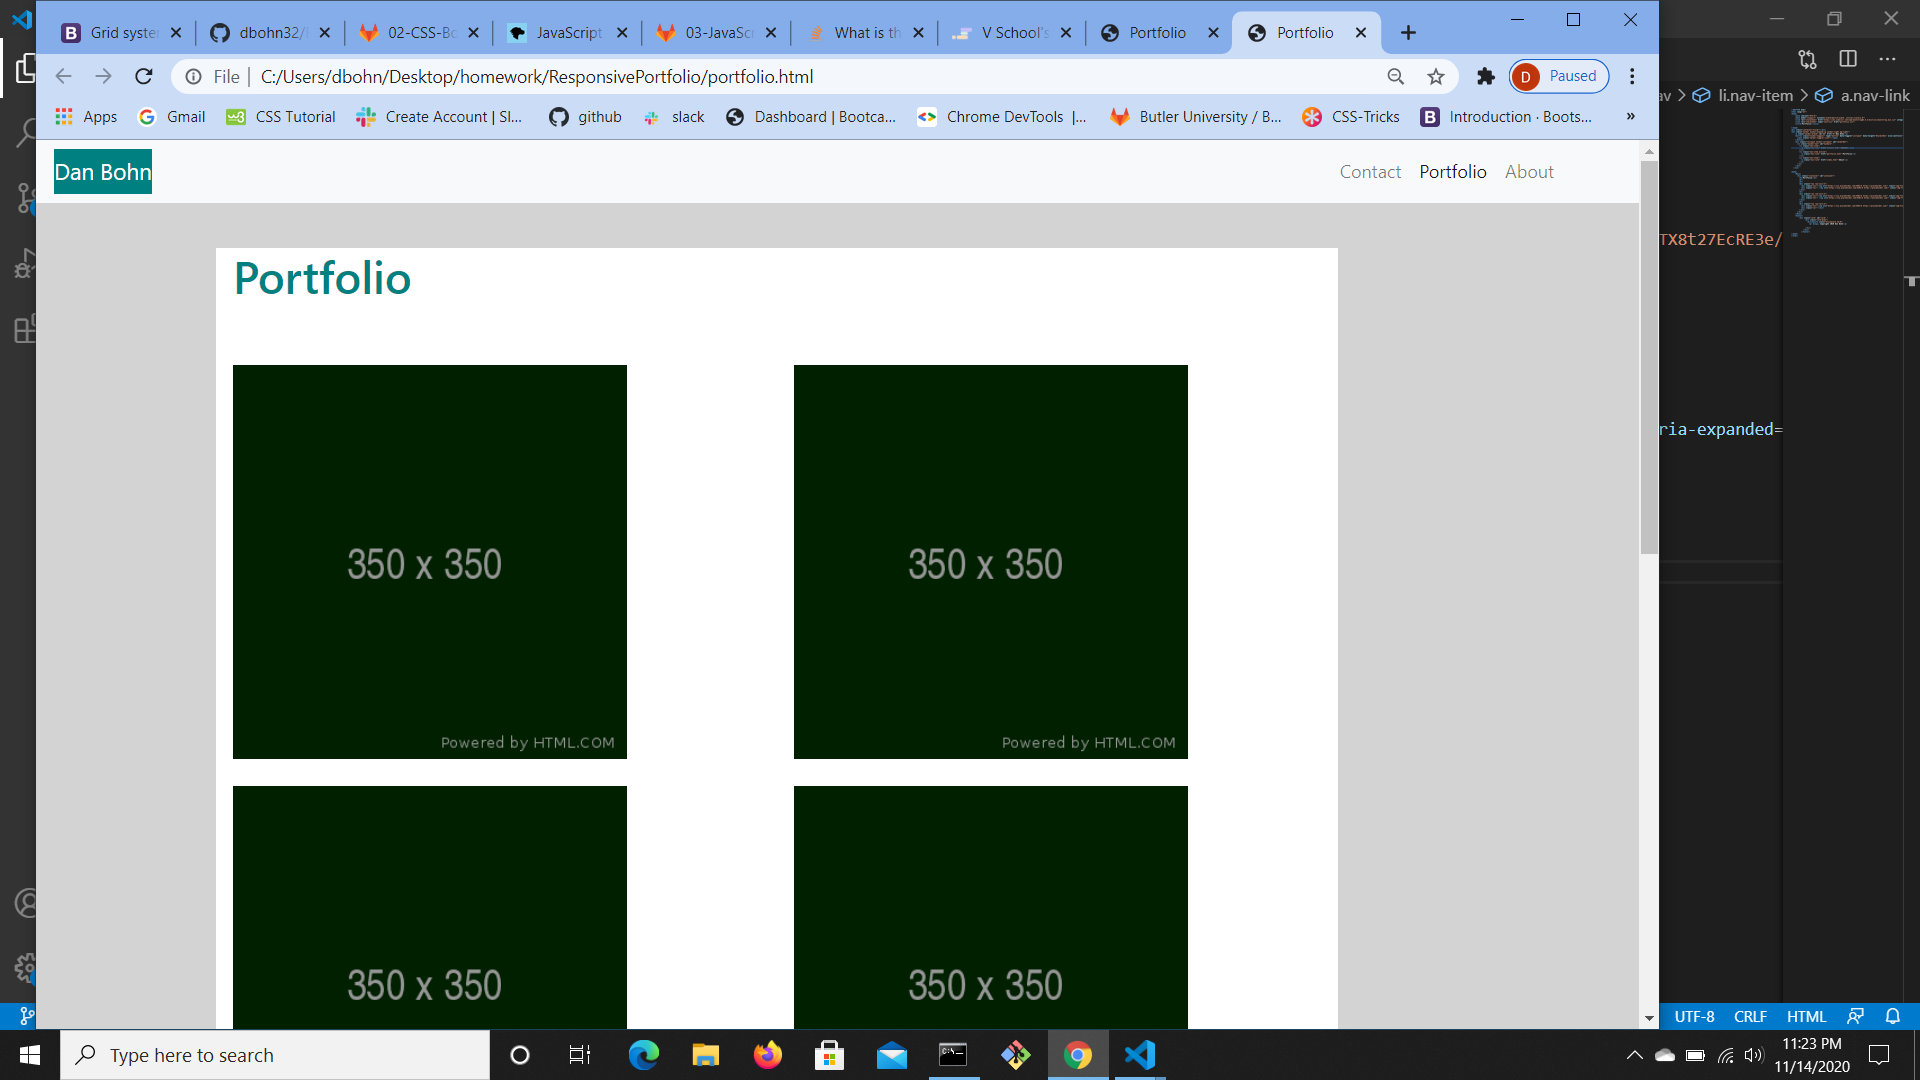 Grid syste
dbohn32/
02-CSS-Bo
JavaScript
03-JavaSc
What is th
V School's
Portfolio
Portfolio
File
C:/Users/dbohn/Desktop/homework/ResponsivePortfolio/portfolio.html
D
Paused
Apps
Gmail
CSS Tutorial
Create Account | Sl...
github
slack
Dashboard | Bootca...
Chrome DevTools |...
Butler University / B...
CSS-Tricks
Introduction · Boots...
»
av > li.nav-item > a.nav-link
Dan Bohn
Contact
Portfolio
About
TX8t27EcRE3e/
Portfolio
ria-expanded=
350 x 350
350 x 350
Powered by HTML.COM
Powered by HTML.COM
350 x 350
350 x 350
UTF-8
CRLF
HTML
Type here to search
11:23 PM
11/14/2020